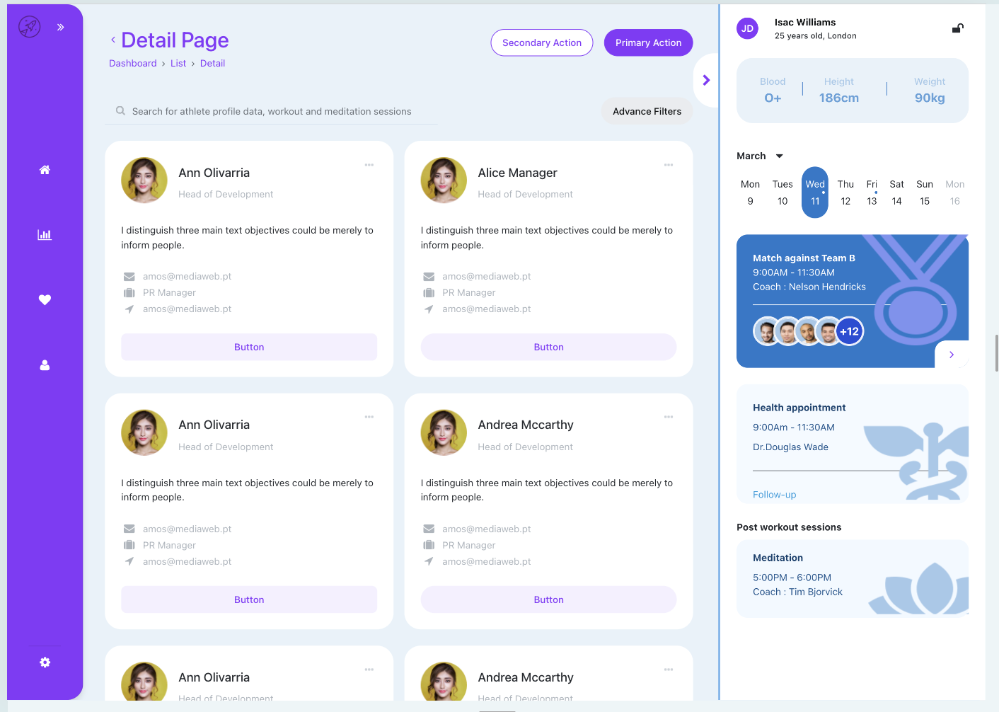 Detail Page
Dashboard › List › Detail
Secondary Action
Primary Action
Search for athlete profile data, workout and meditation sessions
Advance Filters
Ann Olivarria
Head of Development
I distinguish three main text objectives could be merely to
inform people.
amos@mediaweb.pt
PR Manager
amos@mediaweb.pt
Button
Alice Manager
Head of Development
I distinguish three main text objectives could be merely to
inform people.
amos@mediaweb.pt
PR Manager
amos@mediaweb.pt
Button
Ann Olivarria
Head of Development
I distinguish three main text objectives could be merely to
inform people.
amos@mediaweb.pt
PR Manager
amos@mediaweb.pt
Button
Andrea Mccarthy
Head of Development
I distinguish three main text objectives could be merely to
inform people.
amos@mediaweb.pt
PR Manager
amos@mediaweb.pt
Button
Ann Olivarria
Head of Development
Andrea Mccarthy
Head of Development
JD
Isac Williams
25 years old, London
Blood Height Weight
O+ 186cm 90kg
March
Mon Tues Wed Thu Fri Sat Sun Mon
9 10 11 12 13 14 15 16
Match against Team B
9:00AM - 11:30AM
Coach : Nelson Hendricks
+12
Health appointment
9:00Am - 11:30AM
Dr.Douglas Wade
Follow-up
Post workout sessions
Meditation
5:00PM - 6:00PM
Coach : Tim Bjorvick